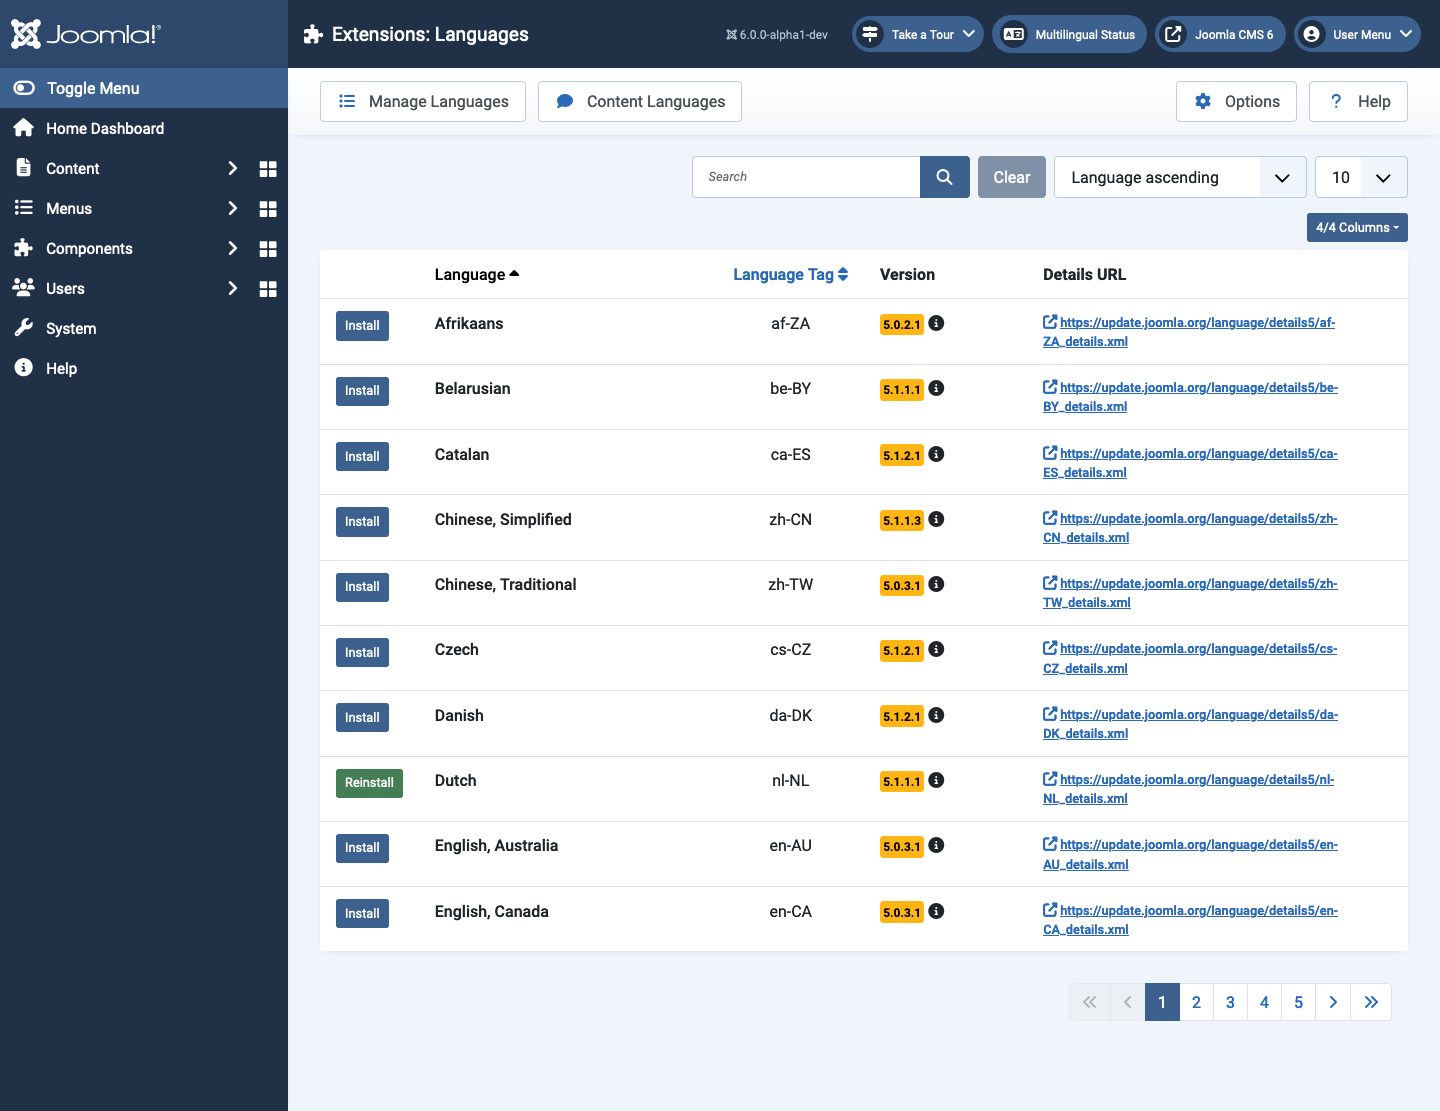 Joomla!®
Extensions: Languages
6.0.0-alpha1-dev
Take a Tour
Multilingual Status
Joomla CMS 6
User Menu
Toggle Menu
Home Dashboard
Content
Menus
Components
Users
System
Help
Manage Languages
Content Languages
Options
? Help
Search
Clear
Language ascending
10
4/4 Columns
Language
Language Tag
Version
Details URL
Install Afrikaans af-ZA 5.0.2.1 https://update.joomla.org/language/details5/af-
ZA_details.xml
Install Belarusian be-BY 5.1.1.1 https://update.joomla.org/language/details5/be-
BY_details.xml
Install Catalan ca-ES 5.1.2.1 https://update.joomla.org/language/details5/ca-
ES_details.xml
Install Chinese, Simplified zh-CN 5.1.1.3 https://update.joomla.org/language/details5/zh-
CN_details.xml
Install Chinese, Traditional zh-TW 5.0.3.1 https://update.joomla.org/language/details5/zh-
TW_details.xml
Install Czech cs-CZ 5.1.2.1 https://update.joomla.org/language/details5/cs-
CZ_details.xml
Install Danish da-DK 5.1.2.1 https://update.joomla.org/language/details5/da-
DK_details.xml
Reinstall Dutch nl-NL 5.1.1.1 https://update.joomla.org/language/details5/nl-
NL_details.xml
Install English, Australia en-AU 5.0.3.1 https://update.joomla.org/language/details5/en-
AU_details.xml
Install English, Canada en-CA 5.0.3.1 https://update.joomla.org/language/details5/en-
CA_details.xml
1 2 3 4 5